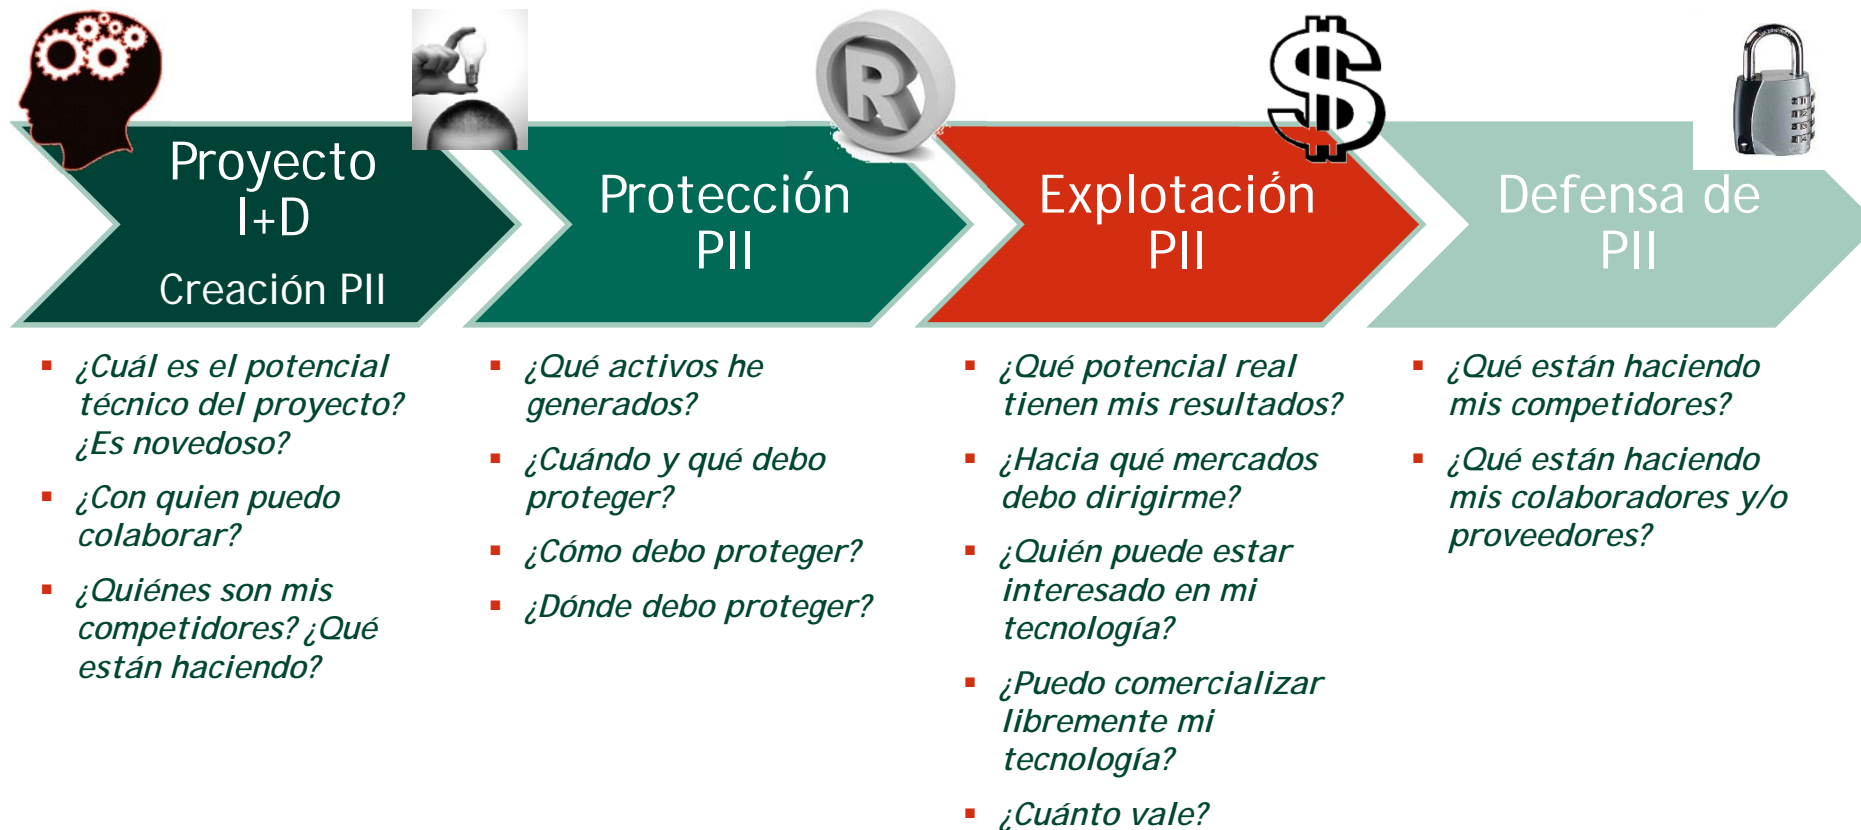 Proyecto
I+D
Creación PII
Protección
PII
Explotación
PII
Defensa de
PII
R
$
▪ ¿Cuál es el potencial
técnico del proyecto?
¿Es novedoso?
▪ ¿Con quien puedo
colaborar?
▪ ¿Quiénes son mis
competidores? ¿Qué
están haciendo?
▪ ¿Qué activos he
generados?
▪ ¿Cuándo y qué debo
proteger?
▪ ¿Cómo debo proteger?
▪ ¿Dónde debo proteger?
▪ ¿Qué potencial real
tienen mis resultados?
▪ ¿Hacia qué mercados
debo dirigirme?
▪ ¿Quién puede estar
interesado en mi
tecnología?
▪ ¿Puedo comercializar
libremente mi
tecnología?
▪ ¿Cuánto vale?
▪ ¿Qué están haciendo
mis competidores?
▪ ¿Qué están haciendo
mis colaboradores y/o
proveedores?